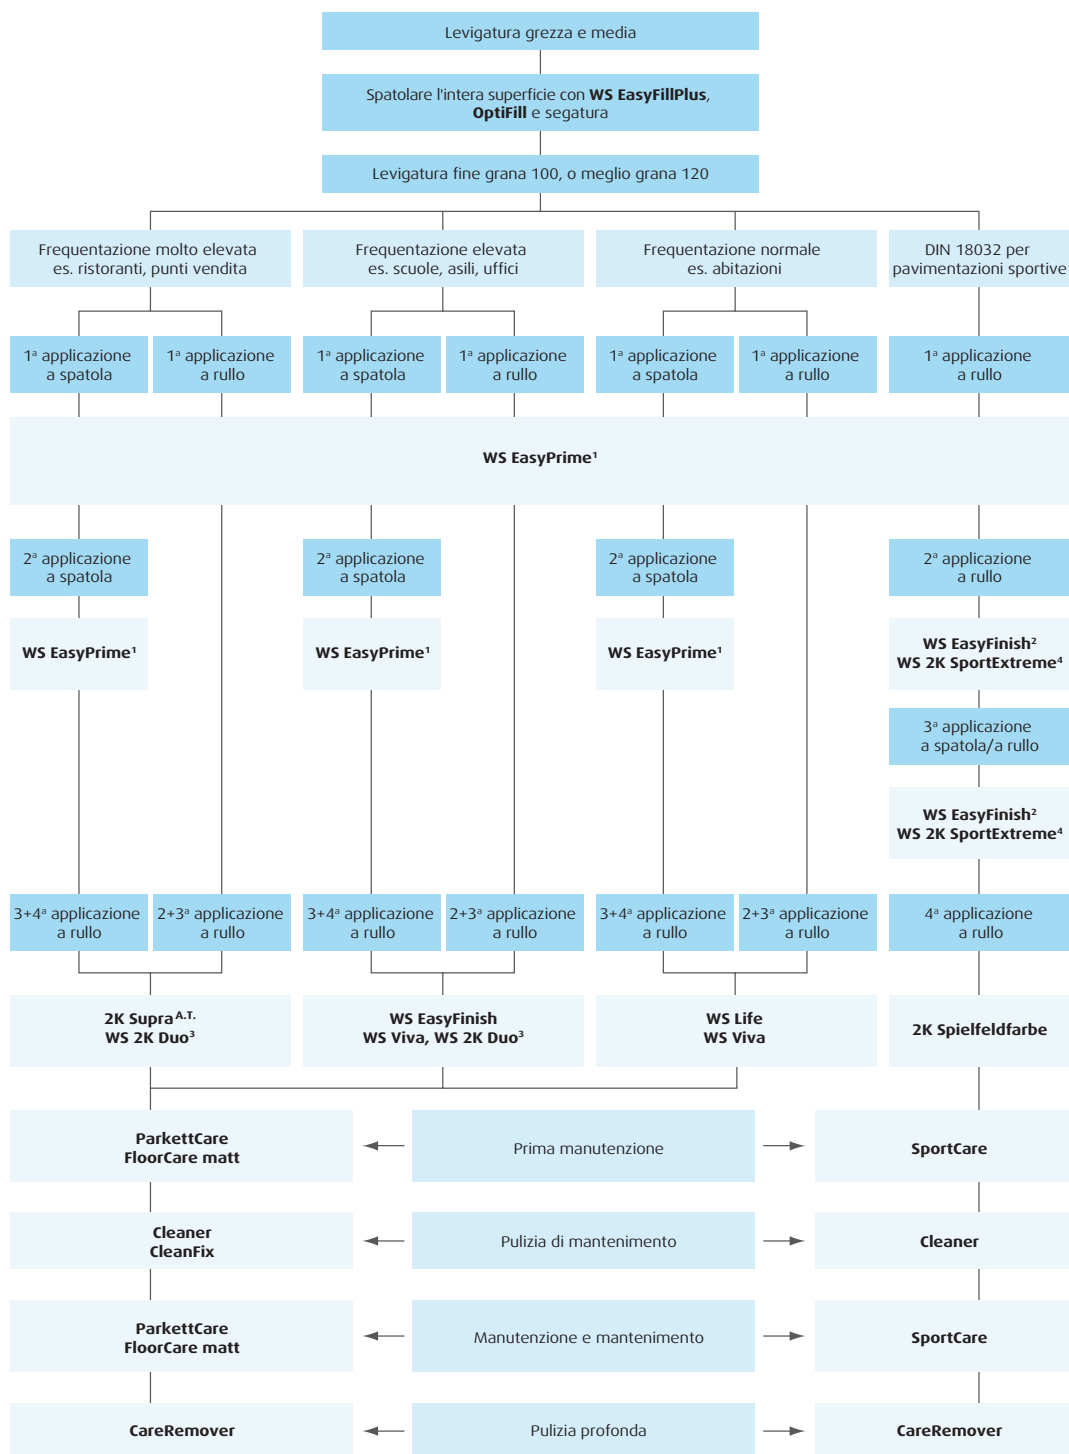 Levigatura grezza e media
Spatolare l'intera superficie con WS EasyFillPlus,
OptiFill e segatura
Levigatura fine grana 100, o meglio grana 120
Frequentazione molto elevata
es. ristoranti, punti vendita
Frequentazione elevata
es. scuole, asili, uffici
Frequentazione normale
es. abitazioni
DIN 18032 per
pavimentazioni sportive
1ª applicazione
a spatola
1ª applicazione
a rullo
1ª applicazione
a spatola
1ª applicazione
a rullo
1ª applicazione
a spatola
1ª applicazione
a rullo
1ª applicazione
a rullo
WS EasyPrime¹
2ª applicazione
a spatola
2ª applicazione
a spatola
2ª applicazione
a spatola
2ª applicazione
a rullo
WS EasyPrime¹
WS EasyPrime¹
WS EasyPrime¹
WS EasyFinish²
WS 2K SportExtreme⁴
3ª applicazione
a spatola/a rullo
WS EasyFinish²
WS 2K SportExtreme⁴
3+4ª applicazione
a rullo
2+3ª applicazione
a rullo
3+4ª applicazione
a rullo
2+3ª applicazione
a rullo
3+4ª applicazione
a rullo
2+3ª applicazione
a rullo
4ª applicazione
a rullo
2K Supra A.T.
WS 2K Duo³
WS EasyFinish
WS Viva, WS 2K Duo³
WS Life
WS Viva
2K Spielfeldfarbe
ParkettCare
FloorCare matt
Prima manutenzione
SportCare
Cleaner
CleanFix
Pulizia di mantenimento
Cleaner
ParkettCare
FloorCare matt
Manutenzione e mantenimento
SportCare
CareRemover
Pulizia profonda
CareRemover